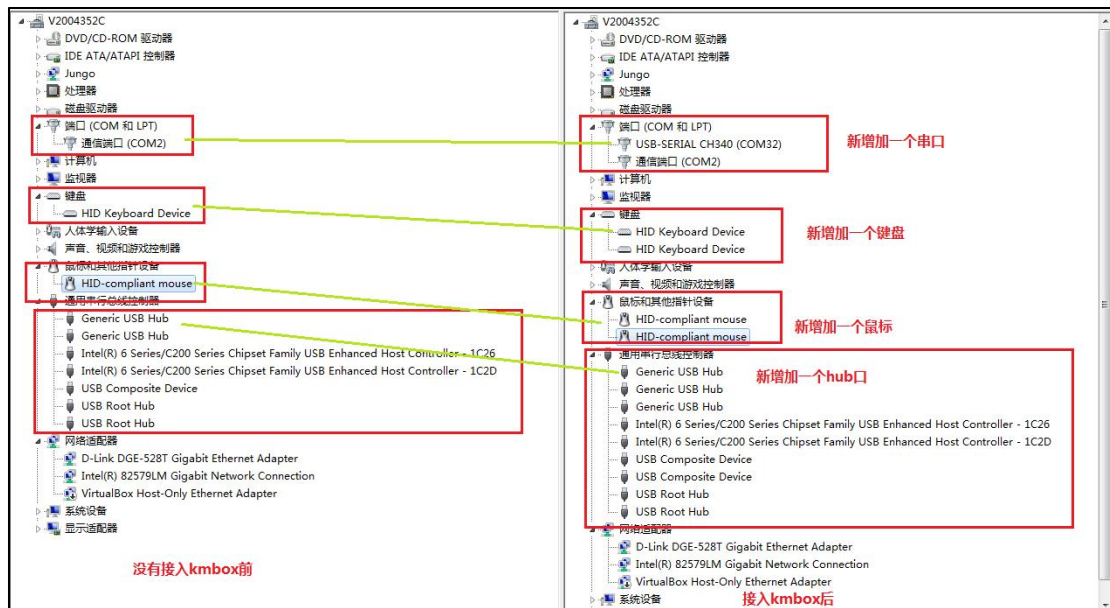 V2004352C
DVD/CD-ROM 驱动器
IDE ATA/ATAPI 控制器
Jungo
处理器
磁盘驱动器
端口 (COM 和 LPT)
通信端口 (COM2)
计算机
监视器
键盘
HID Keyboard Device
人体学输入设备
声音、视频和游戏控制器
鼠标和其他指针设备
HID-compliant mouse
通用串行总线控制器
Generic USB Hub
Generic USB Hub
Intel(R) 6 Series/C200 Series Chipset Family USB Enhanced Host Controller - 1C26
Intel(R) 6 Series/C200 Series Chipset Family USB Enhanced Host Controller - 1C2D
USB Composite Device
USB Root Hub
USB Root Hub
网络适配器
D-Link DGE-528T Gigabit Ethernet Adapter
Intel(R) 82579LM Gigabit Network Connection
VirtualBox Host-Only Ethernet Adapter
系统设备
显示适配器
没有接入kmbox前
V2004352C
DVD/CD-ROM 驱动器
IDE ATA/ATAPI 控制器
Jungo
处理器
磁盘驱动器
端口 (COM 和 LPT)
USB-SERIAL CH340 (COM32)
通信端口 (COM2)
新增加一个串口
计算机
监视器
键盘
HID Keyboard Device
HID Keyboard Device
新增加一个键盘
人体学输入设备
声音、视频和游戏控制器
鼠标和其他指针设备
HID-compliant mouse
HID-compliant mouse
新增加一个鼠标
通用串行总线控制器
Generic USB Hub
新增加一个hub口
Generic USB Hub
Generic USB Hub
Intel(R) 6 Series/C200 Series Chipset Family USB Enhanced Host Controller - 1C26
Intel(R) 6 Series/C200 Series Chipset Family USB Enhanced Host Controller - 1C2D
USB Composite Device
USB Composite Device
USB Root Hub
USB Root Hub
网络适配器
D-Link DGE-528T Gigabit Ethernet Adapter
Intel(R) 82579LM Gigabit Network Connection
VirtualBox Host-Only Ethernet Adapter
系统设备
接入kmbox后